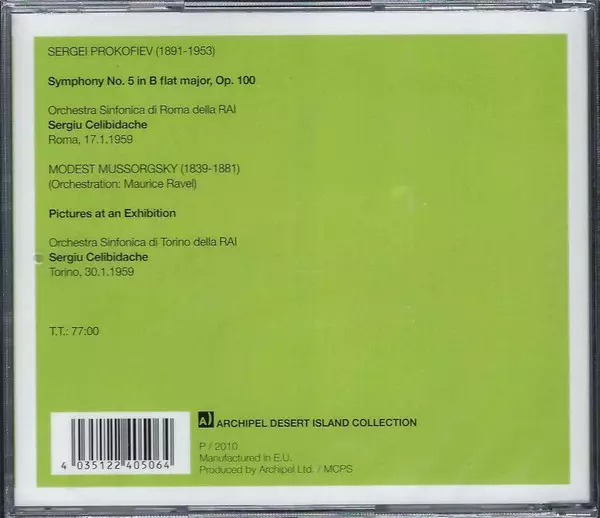 SERGEI PROKOFIEV (1891-1953)
Symphony No. 5 in B flat major, Op. 100
Orchestra Sinfonica di Roma della RAI
Sergiu Celibidache
Roma, 17.1.1959
MODEST MUSSORGSKY (1839-1881)
(Orchestration: Maurice Ravel)
Pictures at an Exhibition
Orchestra Sinfonica di Torino della RAI
Sergiu Celibidache
Torino, 30.1.1959
T.T.: 77:00
A) ARCHIPEL DESERT ISLAND COLLECTION
P / 2010
Manufactured in E.U.
Produced by Archipel Ltd. / MCPS
4 035122 405064